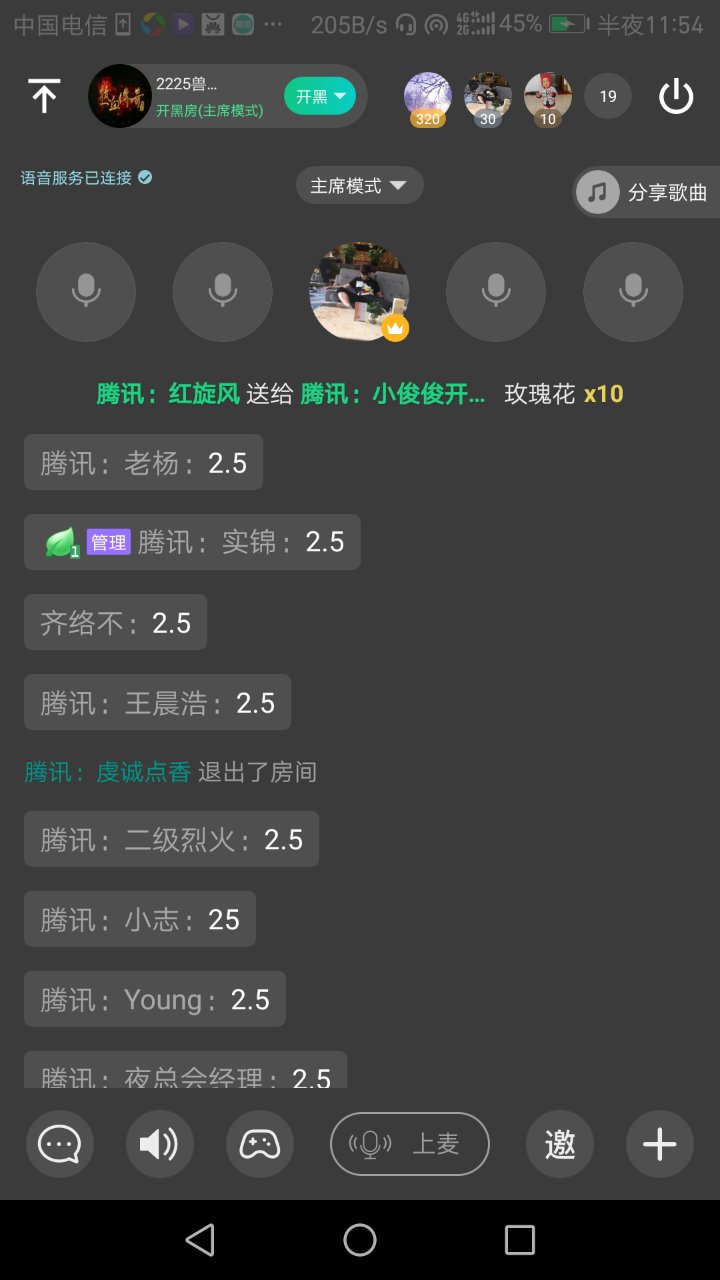 中国电信 ··· 205B/s 4G 2G 45% 半夜11:54
热血传奇 2225兽...
开黑房(主席模式) 开黑 320 30 10 19
语音服务已连接 主席模式 分享歌曲
腾讯：红旋风 送给 腾讯：小俊俊开... 玫瑰花 x10
腾讯：老杨：2.5
1 管理 腾讯：实锦：2.5
齐络不：2.5
腾讯：王晨浩：2.5
腾讯：虔诚点香 退出了房间
腾讯：二级烈火：2.5
腾讯：小志：25
腾讯：Young：2.5
腾讯：夜总会经理：2.5
上麦 邀